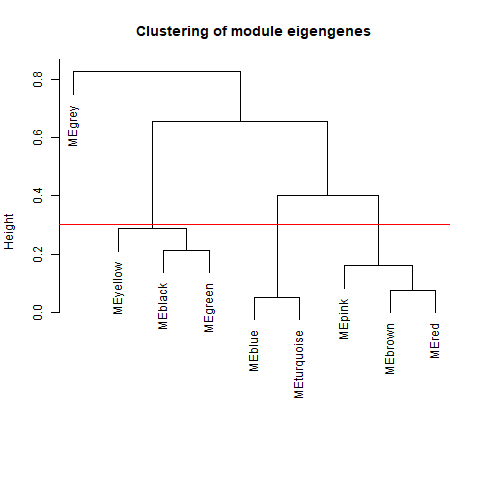 Clustering of module eigengenes
Height
0.8
0.6
0.4
0.2
0.0
MEgrey
MEyellow
MEblack
MEgreen
MEblue
MEturquoise
MEpink
MEbrown
MEred